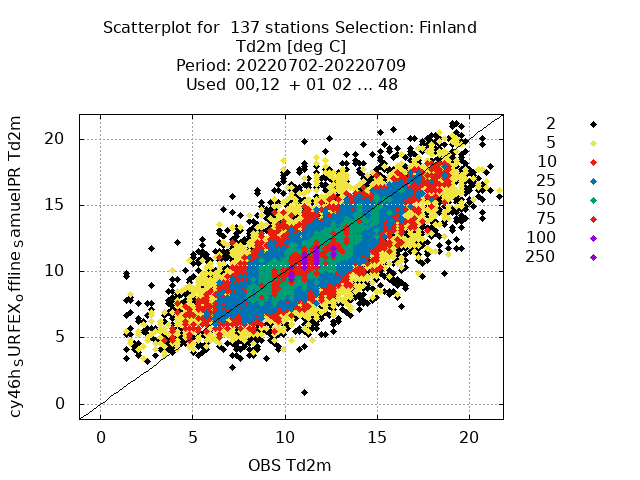 Scatterplot for 137 stations Selection: Finland
Td2m [deg C]
Period: 20220702-20220709
Used 00,12 + 01 02 ... 48
cy46h_SURFEX_offline_samuelPR Td2m
20
15
10
5
0
0 5 10 15 20
OBS Td2m
2
5
10
25
50
75
100
250